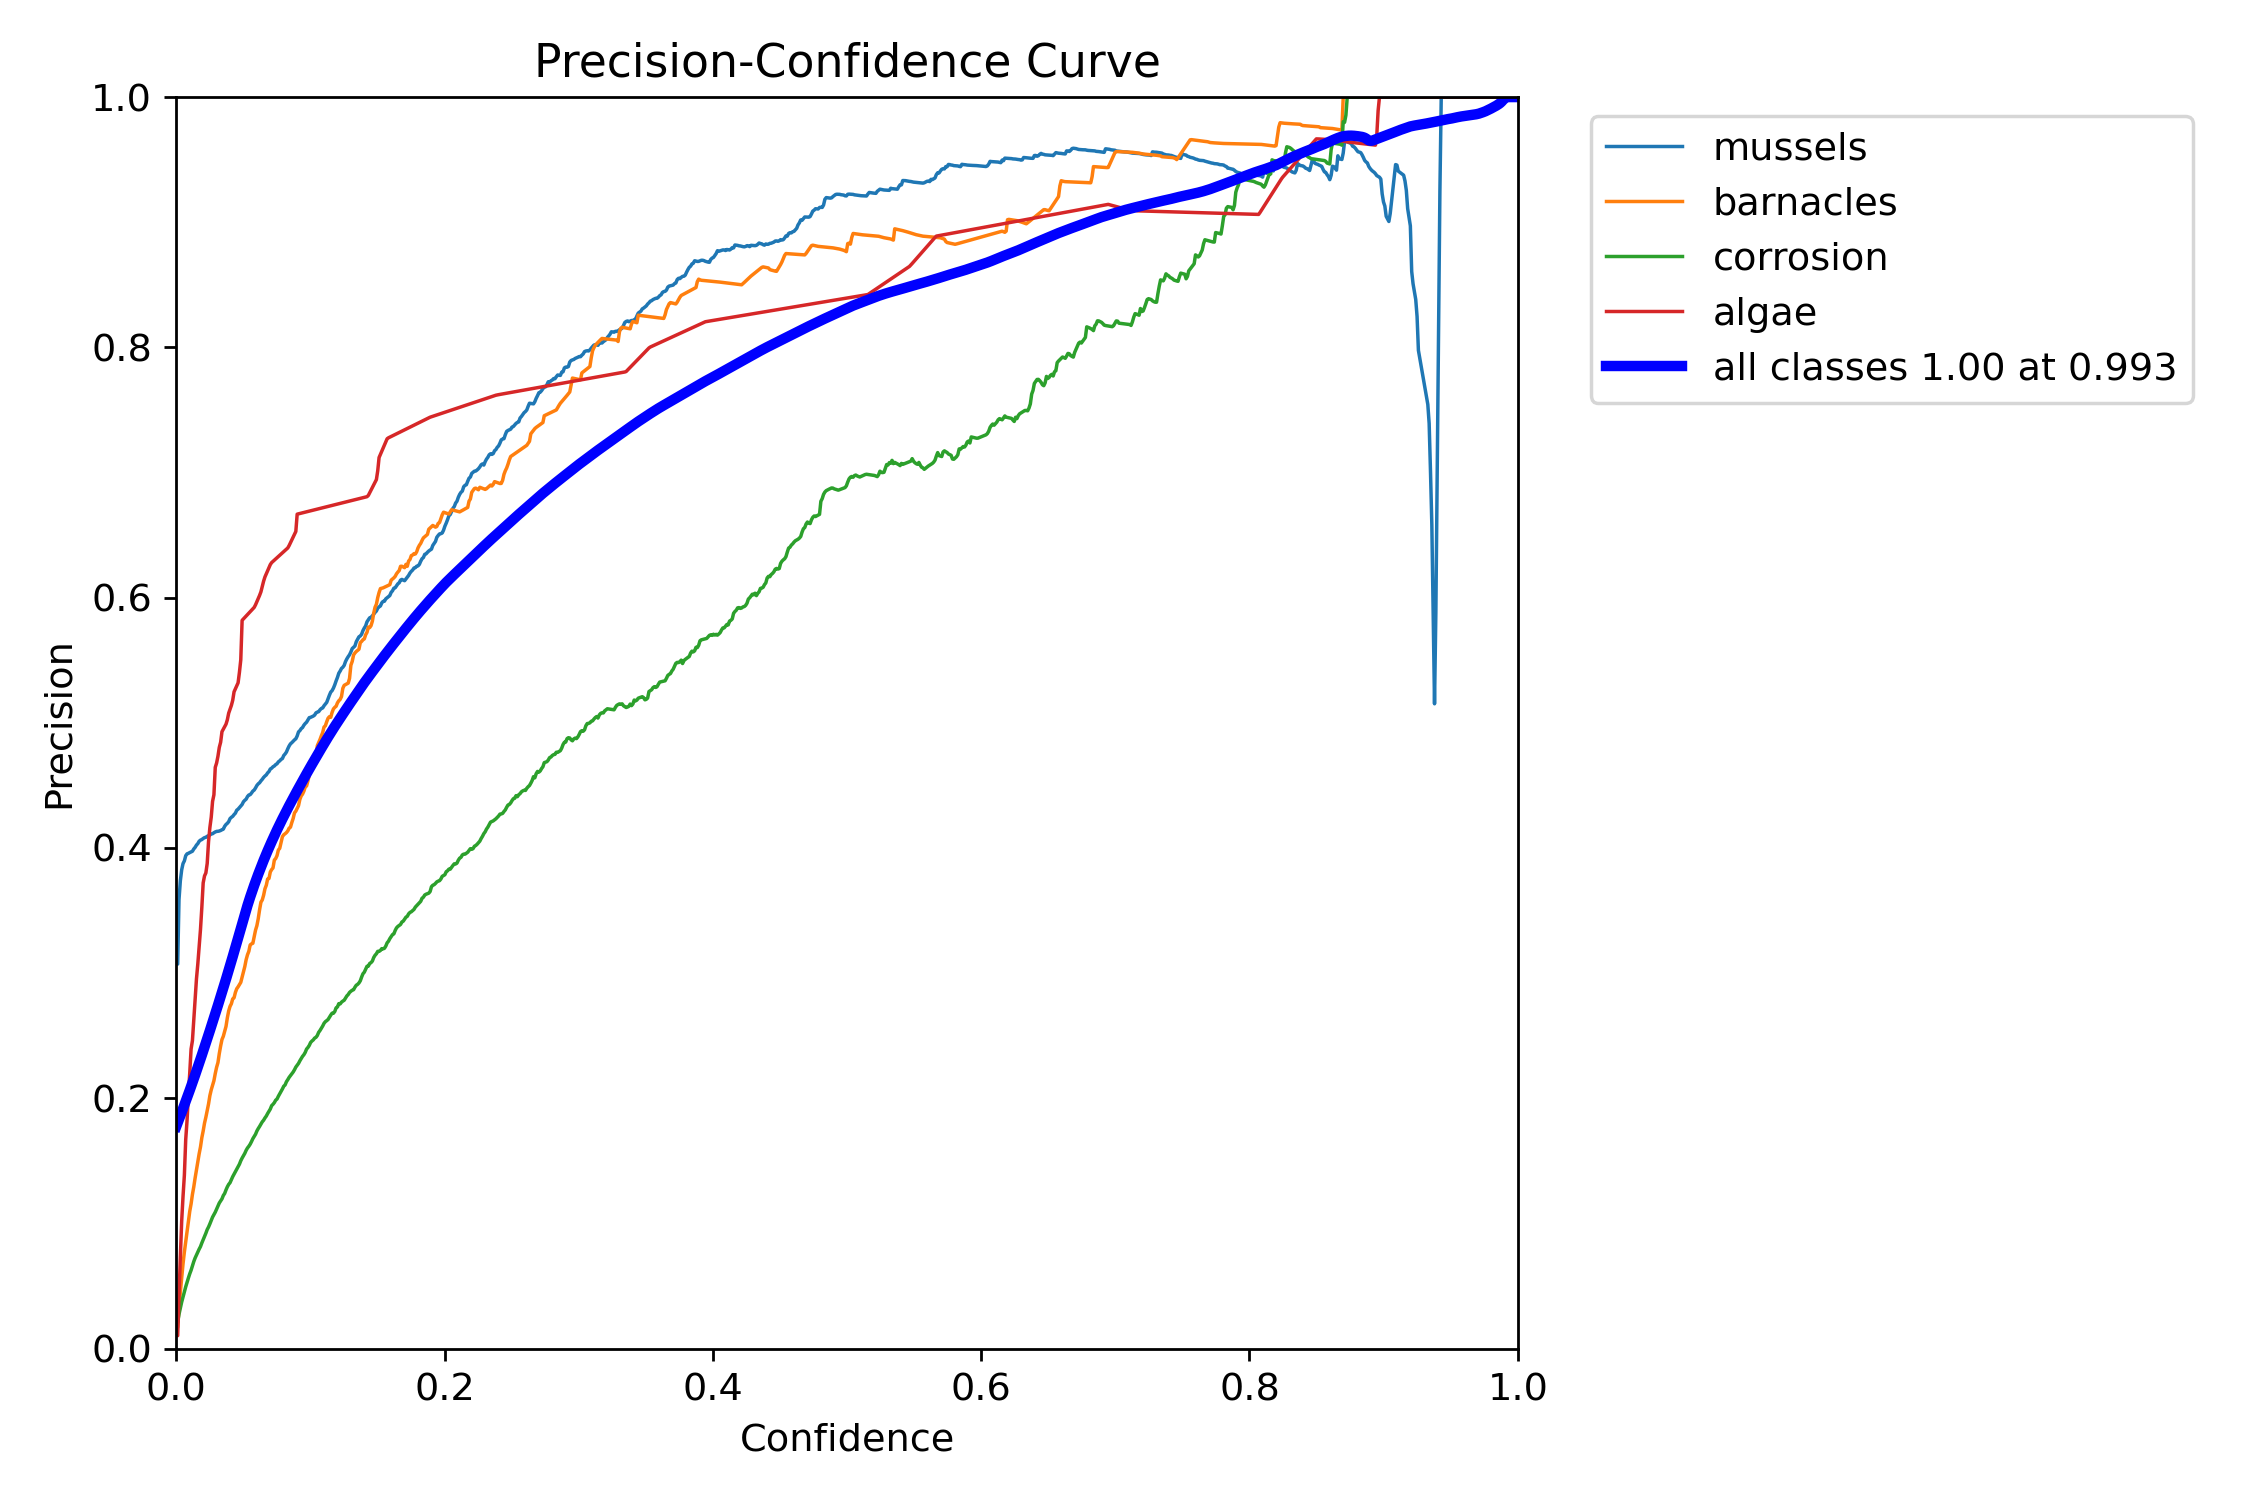 Precision-Confidence Curve
1.0
0.8
0.6
0.4
0.2
0.0
Precision
0.0 0.2 0.4 0.6 0.8 1.0
Confidence
mussels
barnacles
corrosion
algae
all classes 1.00 at 0.993